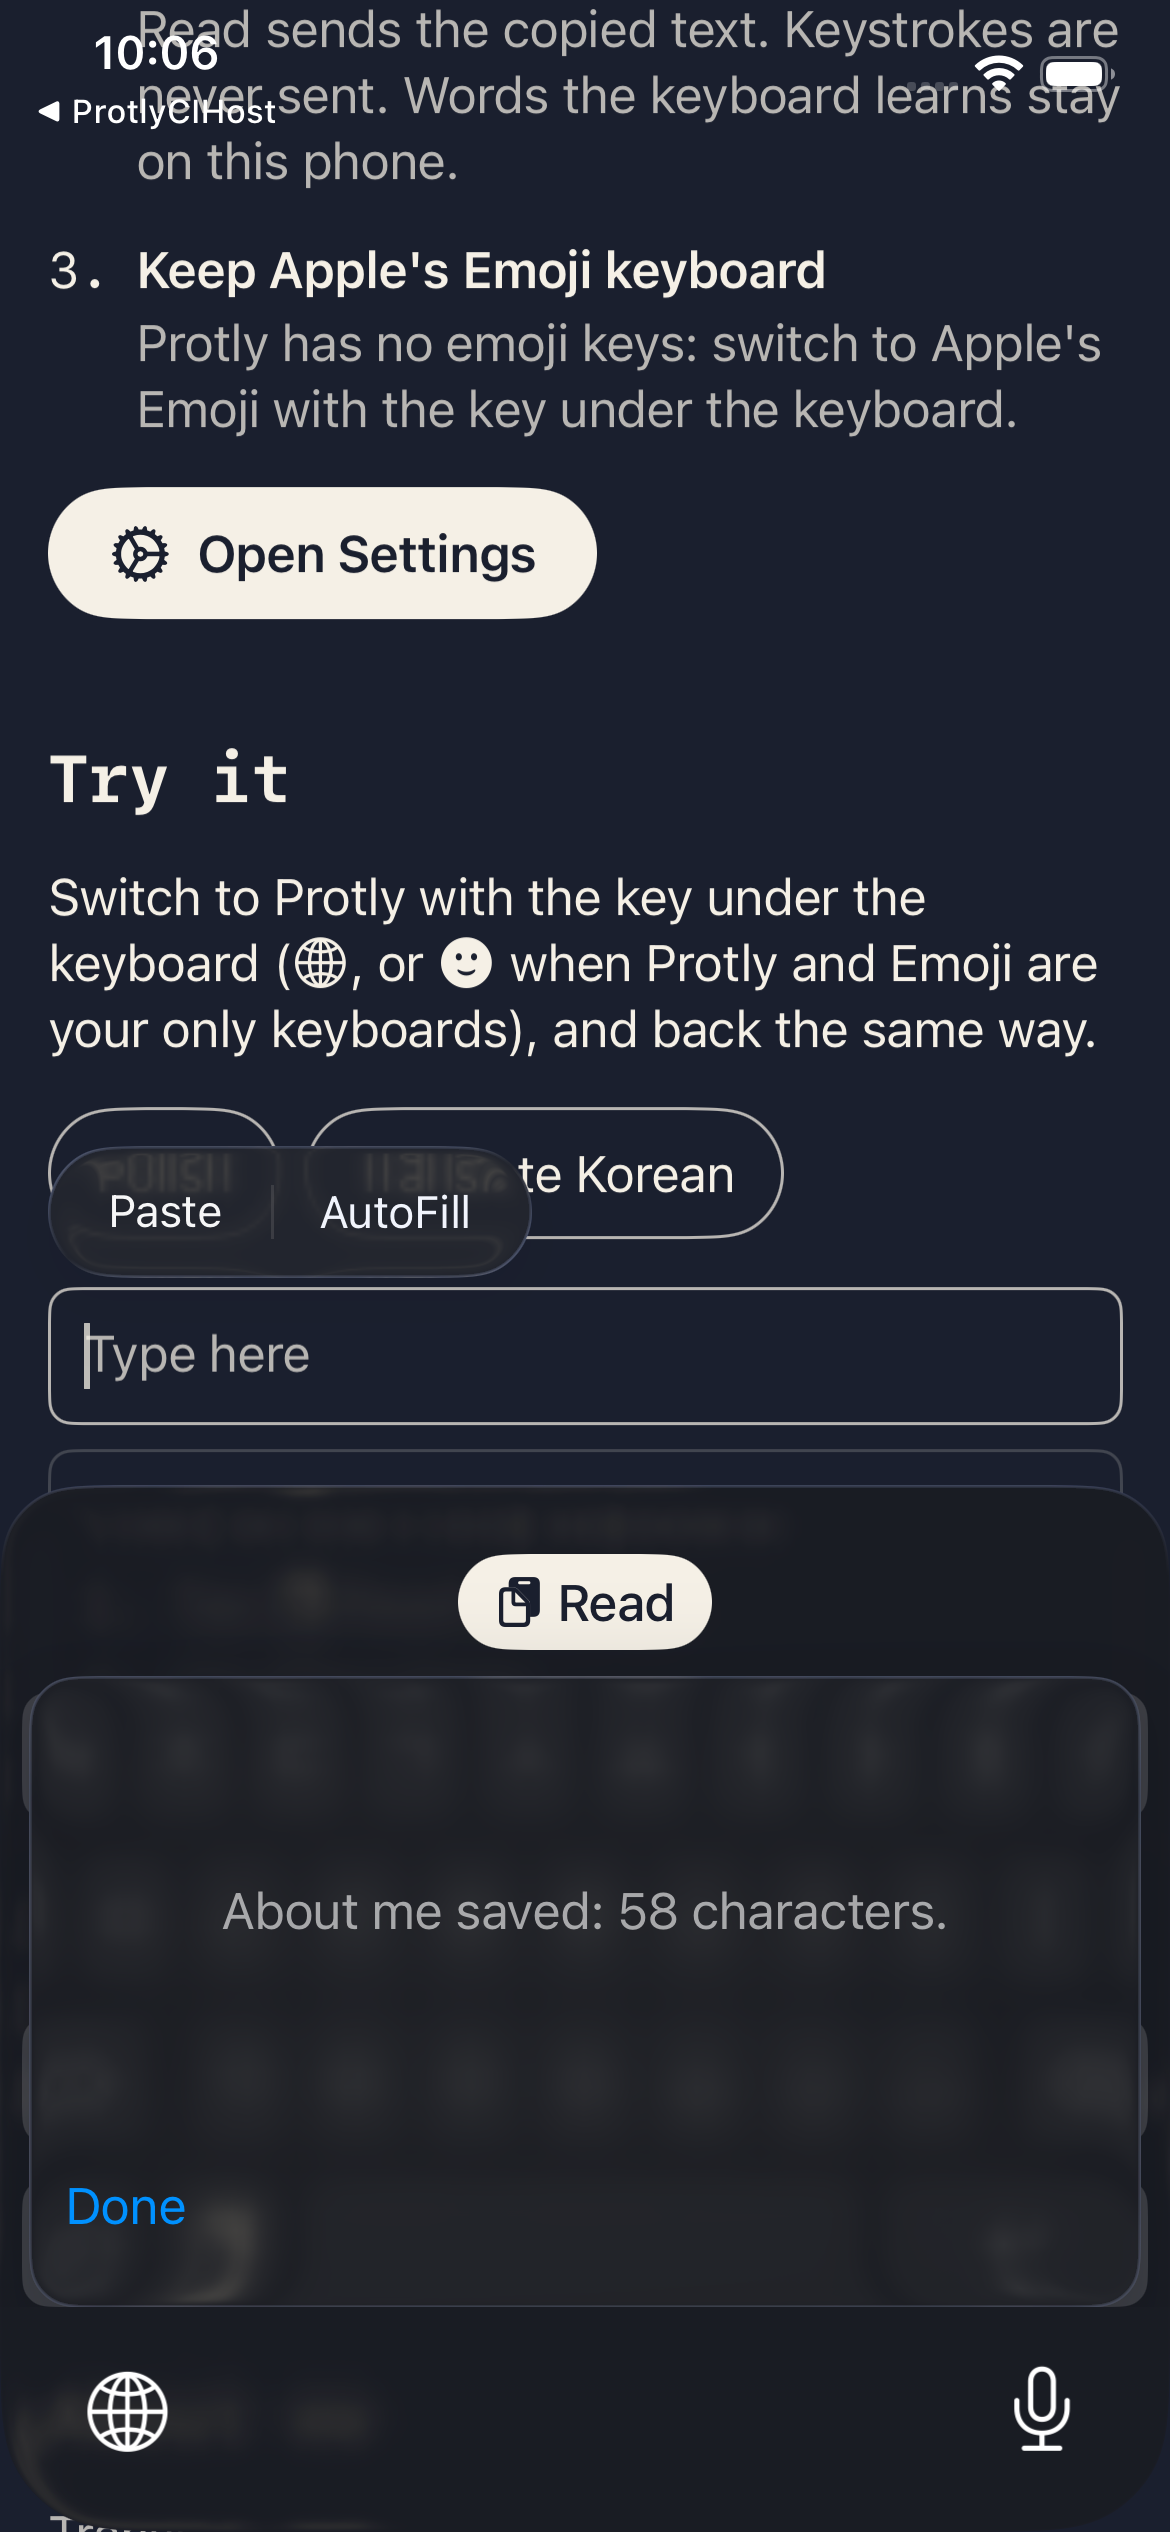 Read sends the copied text. Keystrokes are
10:06
never sent. Words the keyboard learns stay
ProtlyCIHost
on this phone.
3. Keep Apple's Emoji keyboard
Protly has no emoji keys: switch to Apple's
Emoji with the key under the keyboard.
Open Settings
Try it
Switch to Protly with the key under the
keyboard (🌐, or 🙂 when Protly and Emoji are
your only keyboards), and back the same way.
te Korean
Paste AutoFill
Type here
Read
About me saved: 58 characters.
Done